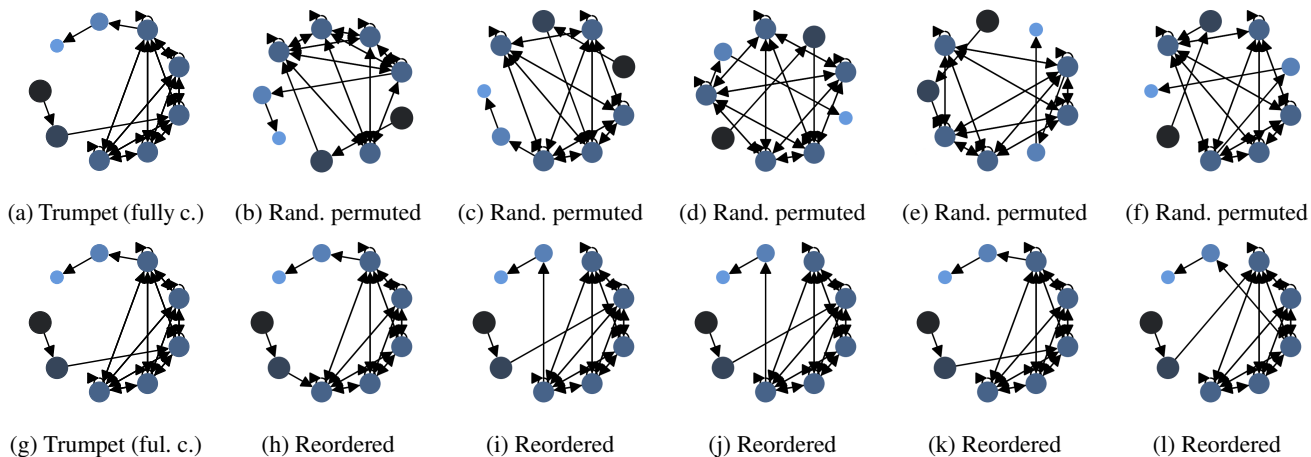 (a) Trumpet (fully c.) (b) Rand. permuted (c) Rand. permuted (d) Rand. permuted (e) Rand. permuted (f) Rand. permuted
(g) Trumpet (ful. c.) (h) Reordered (i) Reordered (j) Reordered (k) Reordered (l) Reordered